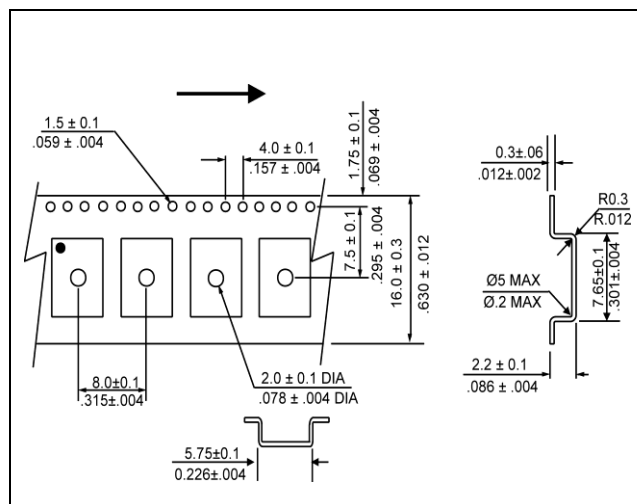 1.5 ± 0.1
.059 ± .004
4.0 ± 0.1
.157 ± .004
1.75 ± 0.1
.069 ± .004
7.5 ± 0.1
.295 ± .004
16.0 ± 0.3
.630 ± .012
8.0±0.1
.315±.004
2.0 ± 0.1 DIA
.078 ± .004 DIA
5.75±0.1
0.226±.004
0.3±.06
.012±.002
R0.3
R.012
Ø5 MAX
Ø.2 MAX
7.65±0.1
.301±.004
2.2 ± 0.1
.086 ± .004